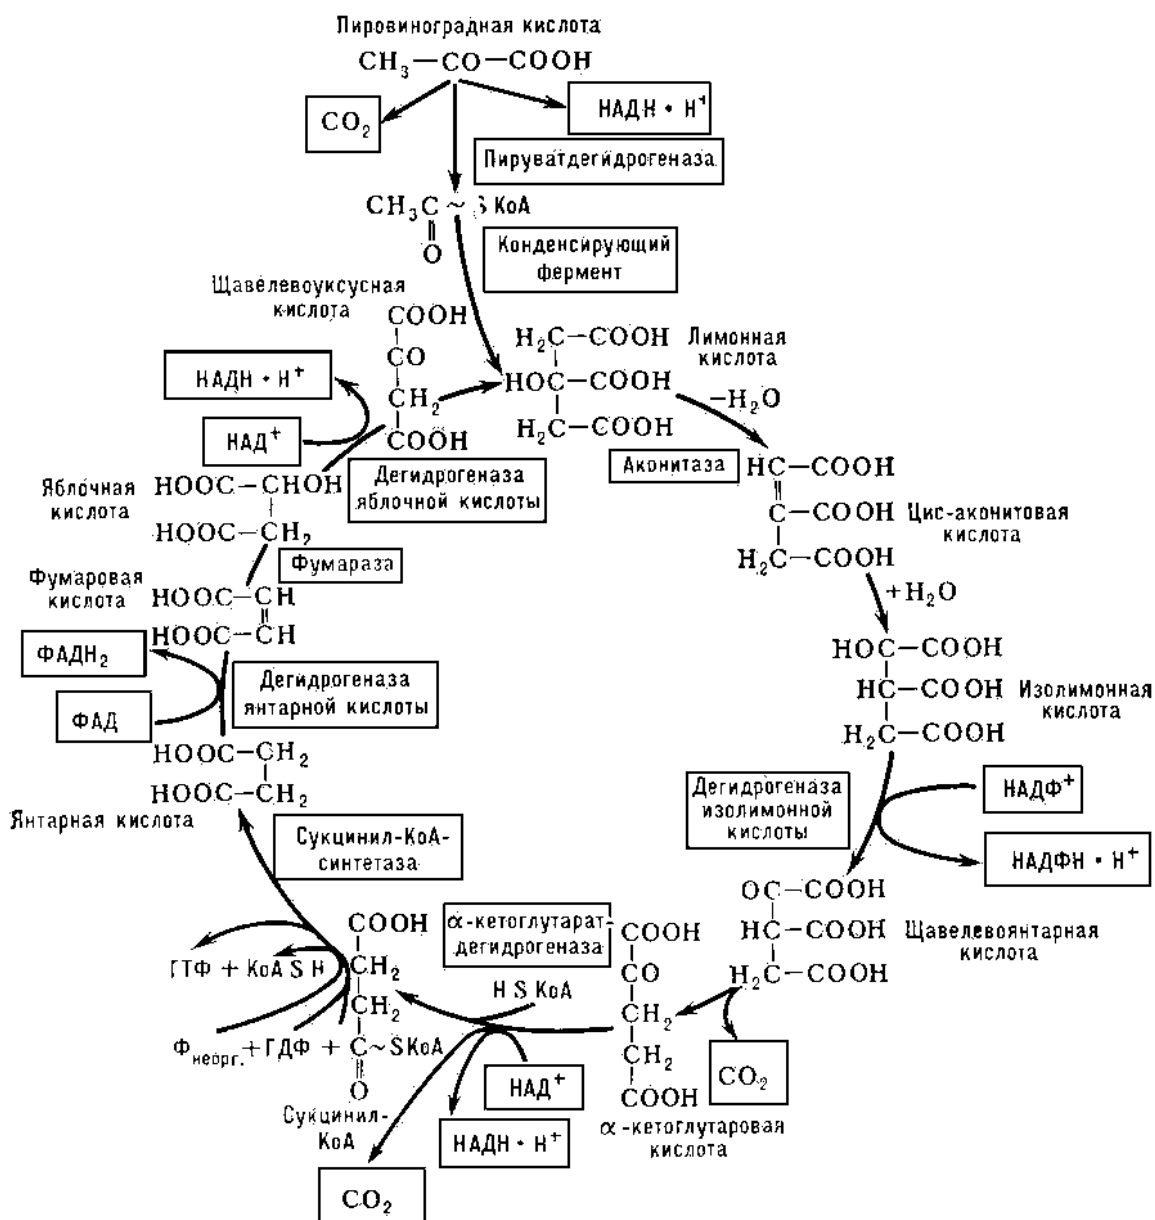 Пировиноградная кислота
CH₃—CO—COOH
CO₂
НАДН • H⁺
Пируватдегидрогеназа
CH₃C~S КоА
O
Конденсирующий
фермент
Щавелевоуксусная
кислота
COOH
CO
CH₂
COOH
H₂C—COOH
HOC—COOH
H₂C—COOH
Лимонная
кислота
НАДН • H⁺
НАД⁺
—H₂O
Аконитаза
HC—COOH
C—COOH
H₂C—COOH
Цис-аконитовая
кислота
Дегидрогеназа
яблочной кислоты
Яблочная
кислота
HOOC—CHOH
HOOC—CH₂
Фумараза
Фумаровая
кислота
HOOC—CH
HOOC—CH
+H₂O
HOC—COOH
HC—COOH
H₂C—COOH
Изолимонная
кислота
ФАДН₂
ФАД
Дегидрогеназа
янтарной кислоты
HOOC—CH₂
HOOC—CH₂
Янтарная кислота
Дегидрогеназа
изолимонной
кислоты
НАДФ⁺
НАДФН • H⁺
Сукцинил-КоА-
синтетаза
OC—COOH
HC—COOH
H₂C—COOH
Щавелевоянтарная
кислота
α-кетоглутарат-
дегидрогеназа
COOH
CO
CH₂
CH₂
COOH
α-кетоглутаровая
кислота
CO₂
H S КоА
НАД⁺
НАДН • H⁺
CO₂
COOH
CH₂
CH₂
C~SКоА
O
Сукцинил-
КоА
ГТФ + КоА S H
Фнеорг.+ГДФ +